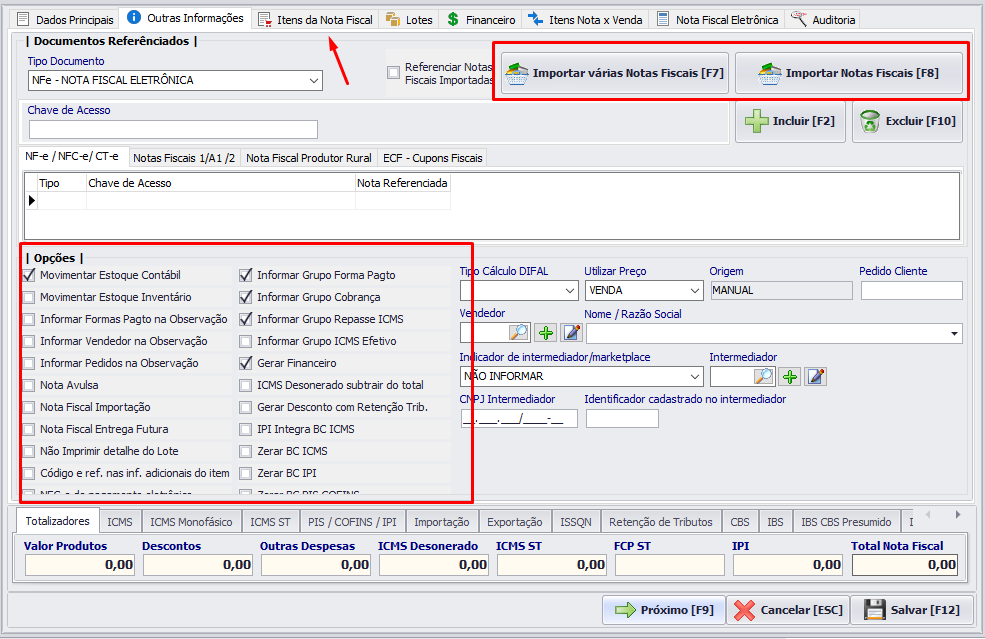 Dados Principais Outras Informações Itens da Nota Fiscal Lotes Financeiro Itens Nota x Venda Nota Fiscal Eletrônica Auditoria
| Documentos Referênciados |
Tipo Documento
NFe - NOTA FISCAL ELETRÔNICA
Referenciar Notas
Fiscais Importadas
Importar várias Notas Fiscais [F7] Importar Notas Fiscais [F8]
Chave de Acesso
Incluir [F2] Excluir [F10]
NF-e / NFC-e/ CT-e Notas Fiscais 1/A1 /2 Nota Fiscal Produtor Rural ECF - Cupons Fiscais
Tipo Chave de Acesso Nota Referenciada
| Opções |
Movimentar Estoque Contábil
Movimentar Estoque Inventário
Informar Formas Pagto na Observação
Informar Vendedor na Observação
Informar Pedidos na Observação
Nota Avulsa
Nota Fiscal Importação
Nota Fiscal Entrega Futura
Não Imprimir detalhe do Lote
Código e ref. nas inf. adicionais do item
Informar Grupo Forma Pagto
Informar Grupo Cobrança
Informar Grupo Repasse ICMS
Informar Grupo ICMS Efetivo
Gerar Financeiro
ICMS Desonerado subtrair do total
Gerar Desconto com Retenção Trib.
IPI Integra BC ICMS
Zerar BC ICMS
Zerar BC IPI
Zerar BC PIS COFINS
Tipo Cálculo DIFAL Utilizar Preço Origem Pedido Cliente
VENDA MANUAL
Vendedor Nome / Razão Social
Indicador de intermediador/marketplace Intermediador
NÃO INFORMAR
CNPJ Intermediador Identificador cadastrado no intermediador
__.___.___/____-__
Totalizadores ICMS ICMS Monofásico ICMS ST PIS / COFINS / IPI Importação Exportação ISSQN Retenção de Tributos CBS IBS IBS CBS Presumido
Valor Produtos Descontos Outras Despesas ICMS Desonerado ICMS ST FCP ST IPI Total Nota Fiscal
0,00 0,00 0,00 0,00 0,00 0,00 0,00
Próximo [F9] Cancelar [ESC] Salvar [F12]